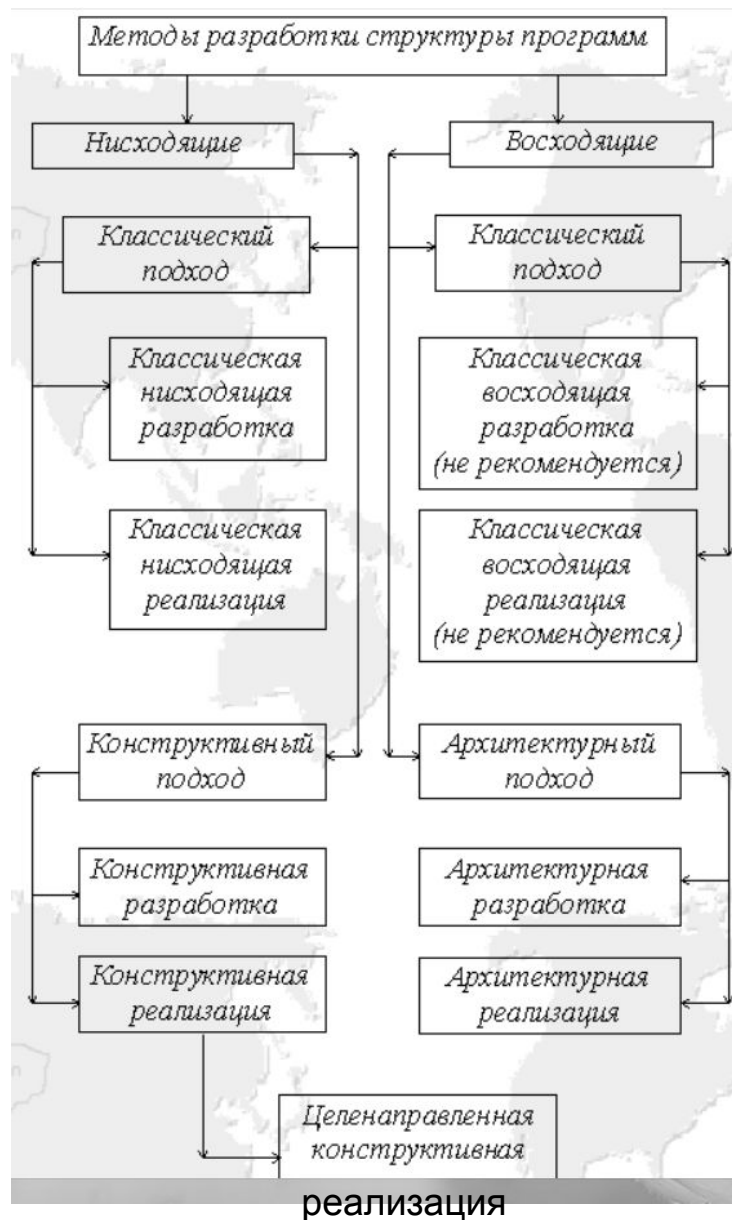 Методы разработки структуры программ
Нисходящие
Восходящие
Классический
подход
Классический
подход
Классическая
нисходящая
разработка
Классическая
восходящая
разработка
(не рекомендуется)
Классическая
нисходящая
реализация
Классическая
восходящая
реализация
(не рекомендуется)
Конструктивный
подход
Архитектурный
подход
Конструктивная
разработка
Архитектурная
разработка
Конструктивная
реализация
Архитектурная
реализация
Целенаправленная
конструктивная
реализация